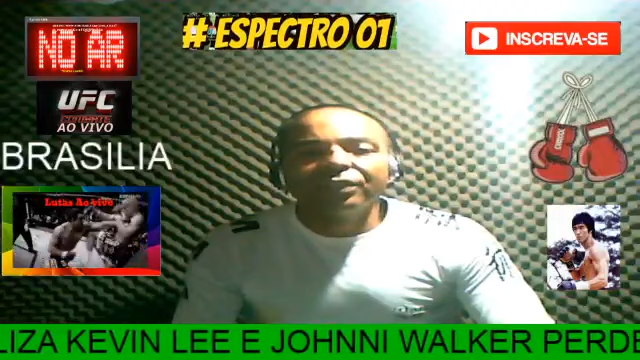 NO AR
# ESPECTRO 01
INSCREVA-SE
UFC
COMBATE
AO VIVO
BRASILIA
Lutas Ao vivo
LIZA KEVIN LEE E JOHNNI WALKER PERDE